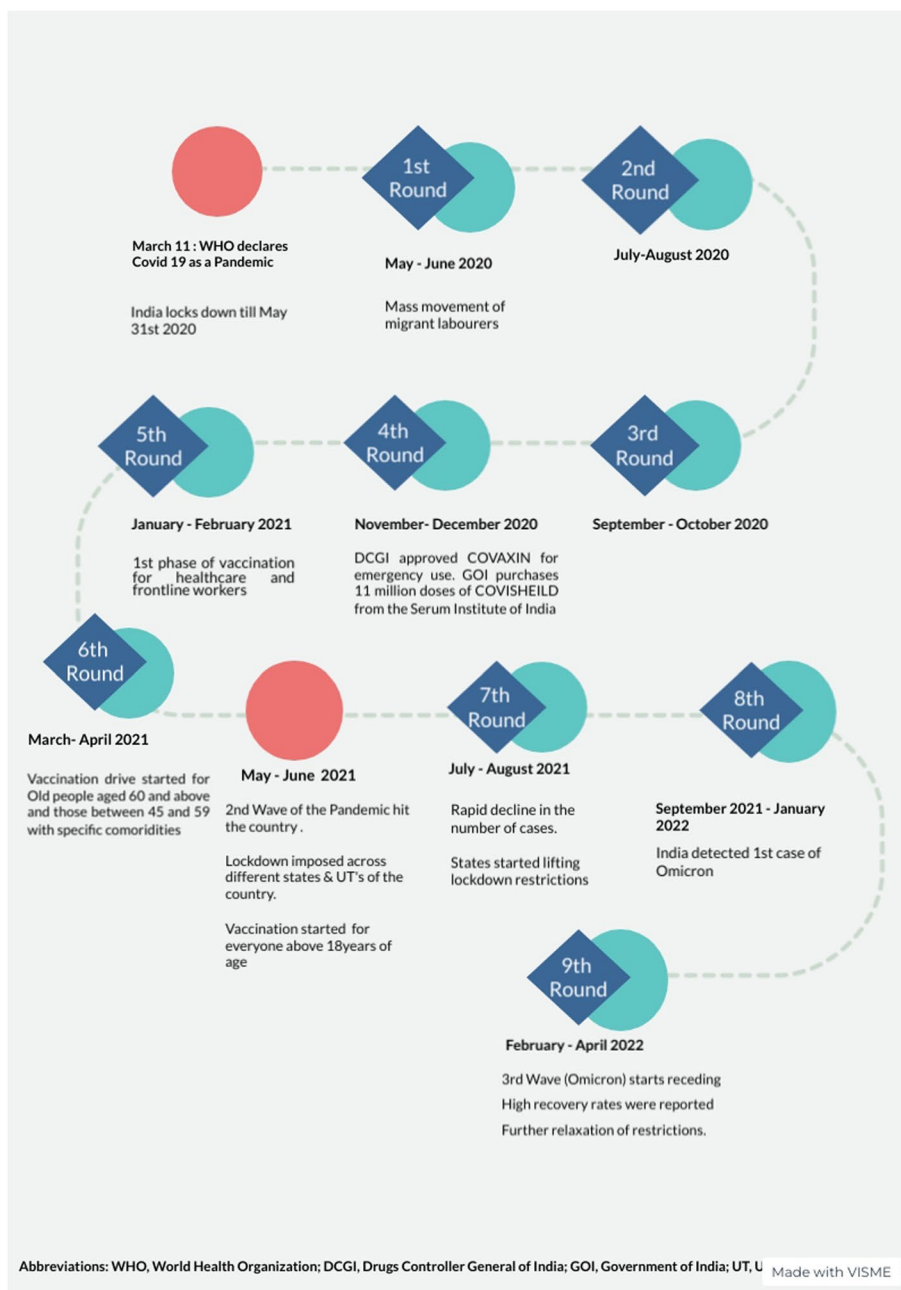 1st
Round
2nd
Round
March 11 : WHO declares
Covid 19 as a Pandemic
India locks down till May
31st 2020
May - June 2020
Mass movement of
migrant labourers
July-August 2020
5th
Round
4th
Round
3rd
Round
January - February 2021
1st phase of vaccination
for healthcare and
frontline workers
November- December 2020
DCGI approved COVAXIN for
emergency use. GOI purchases
11 million doses of COVISHEILD
from the Serum Institute of India
September - October 2020
6th
Round
March- April 2021
Vaccination drive started for
Old people aged 60 and above
and those between 45 and 59
with specific comoridities
May - June 2021
2nd Wave of the Pandemic hit
the country .
Lockdown imposed across
different states & UT's of the
country.
Vaccination started for
everyone above 18years of
age
7th
Round
July - August 2021
Rapid decline in the
number of cases.
States started lifting
lockdown restrictions
8th
Round
September 2021 - January
2022
India detected 1st case of
Omicron
9th
Round
February - April 2022
3rd Wave (Omicron) starts receding
High recovery rates were reported
Further relaxation of restrictions.
Abbreviations: WHO, World Health Organization; DCGI, Drugs Controller General of India; GOI, Government of India; UT, U
Made with VISME